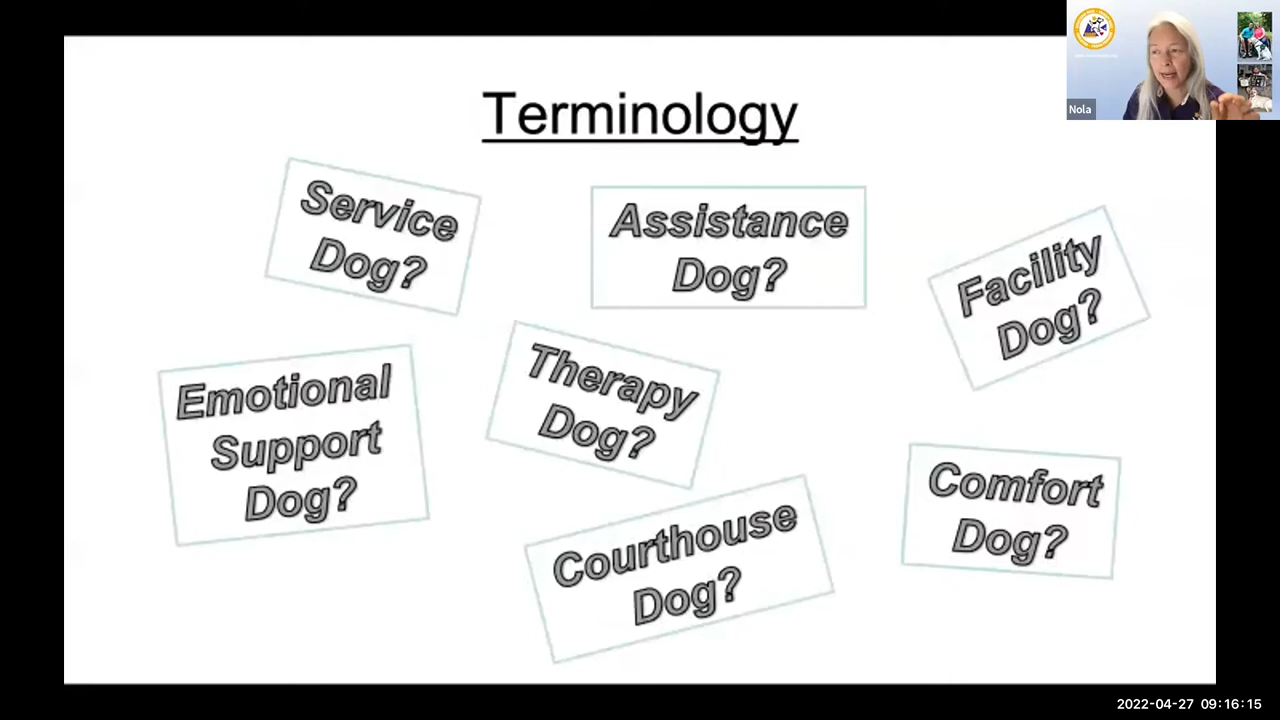 Terminology
Service
Dog?
Assistance
Dog?
Facility
Dog?
Emotional
Support
Dog?
Therapy
Dog?
Courthouse
Dog?
Comfort
Dog?
Nola
2022-04-27 09:16:15